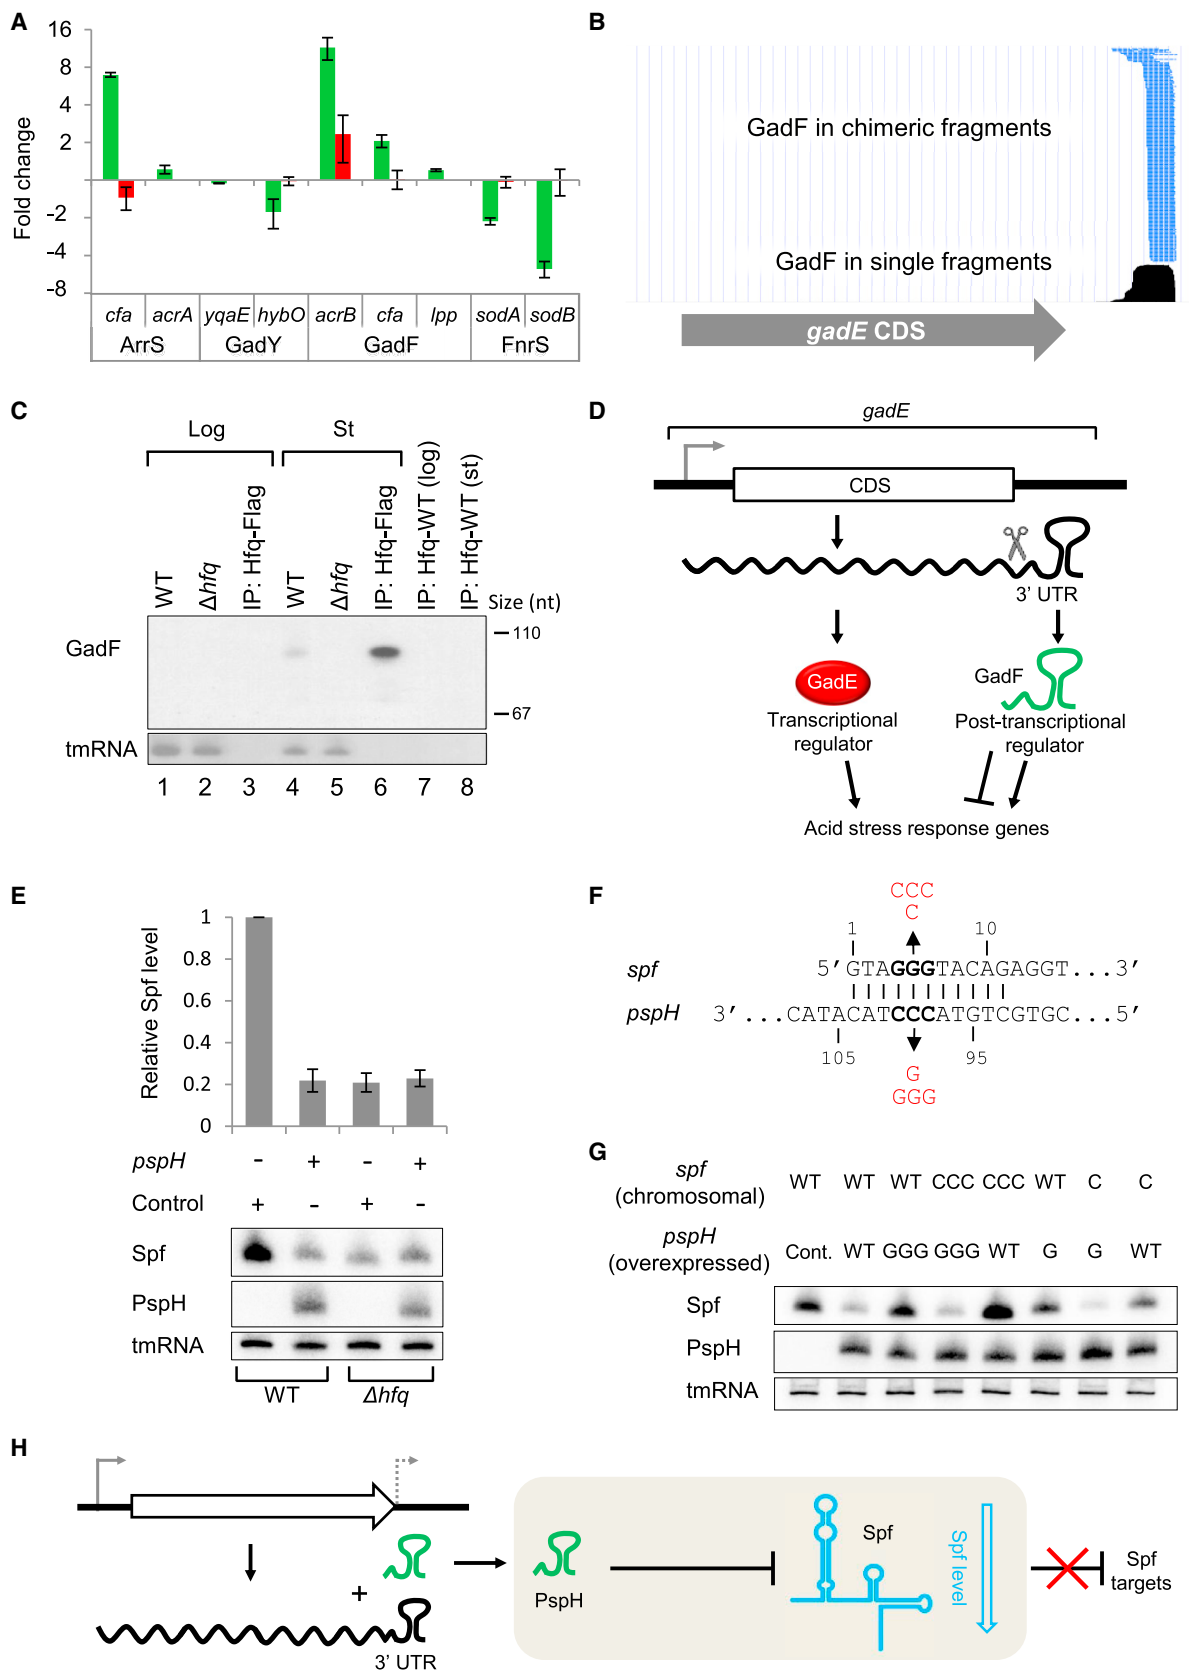 A
16
8
4
2
-2
-4
-8
Fold change
cfa acrA yqaE hybO acrB cfa lpp sodA sodB
ArrS GadY GadF FnrS
B
GadF in chimeric fragments
GadF in single fragments
gadE CDS
C
Log St
WT
Δhfq
IP: Hfq-Flag
WT
Δhfq
IP: Hfq-Flag
IP: Hfq-WT (log)
IP: Hfq-WT (st)
Size (nt)
GadF
110
67
tmRNA
1 2 3 4 5 6 7 8
D
gadE
CDS
3’ UTR
GadE
GadF
Transcriptional
regulator
Post-transcriptional
regulator
Acid stress response genes
E
1
0.8
0.6
0.4
0.2
0
Relative Spf level
pspH - + - +
Control + - + -
Spf
PspH
tmRNA
WT Δhfq
F
CCC
C
1 10
spf 5’GTAGGGTACAGAGGT...3’
pspH 3’...CATACATCCCATGTCGTGC...5’
105 95
G
GGG
G
spf
(chromosomal)
WT WT WT CCC CCC WT C C
pspH
(overexpressed)
Cont. WT GGG GGG WT G G WT
Spf
PspH
tmRNA
H
+
3’ UTR
PspH
Spf
Spf level
Spf
targets